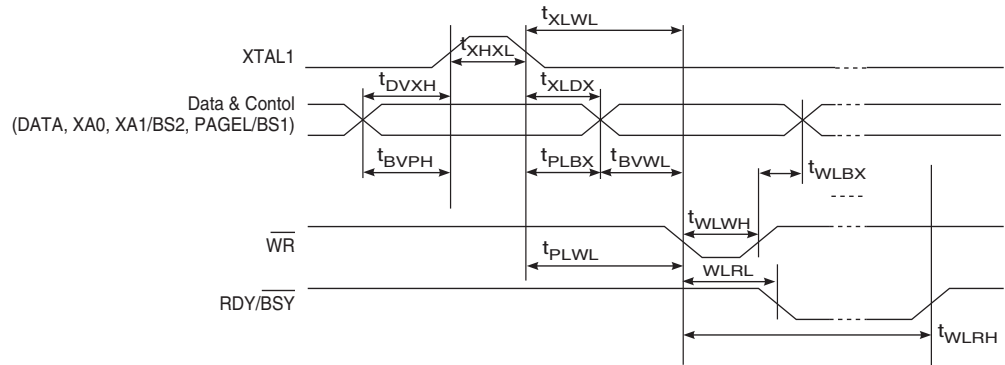 tXLWL
XTAL1
tXHXL
tDVXH
tXLDX
Data & Contol
(DATA, XA0, XA1/BS2, PAGEL/BS1)
tBVPH
tPLBX
tBVWL
tWLBX
WR
tWLWH
tPLWL
WLRL
RDY/BSY
tWLRH